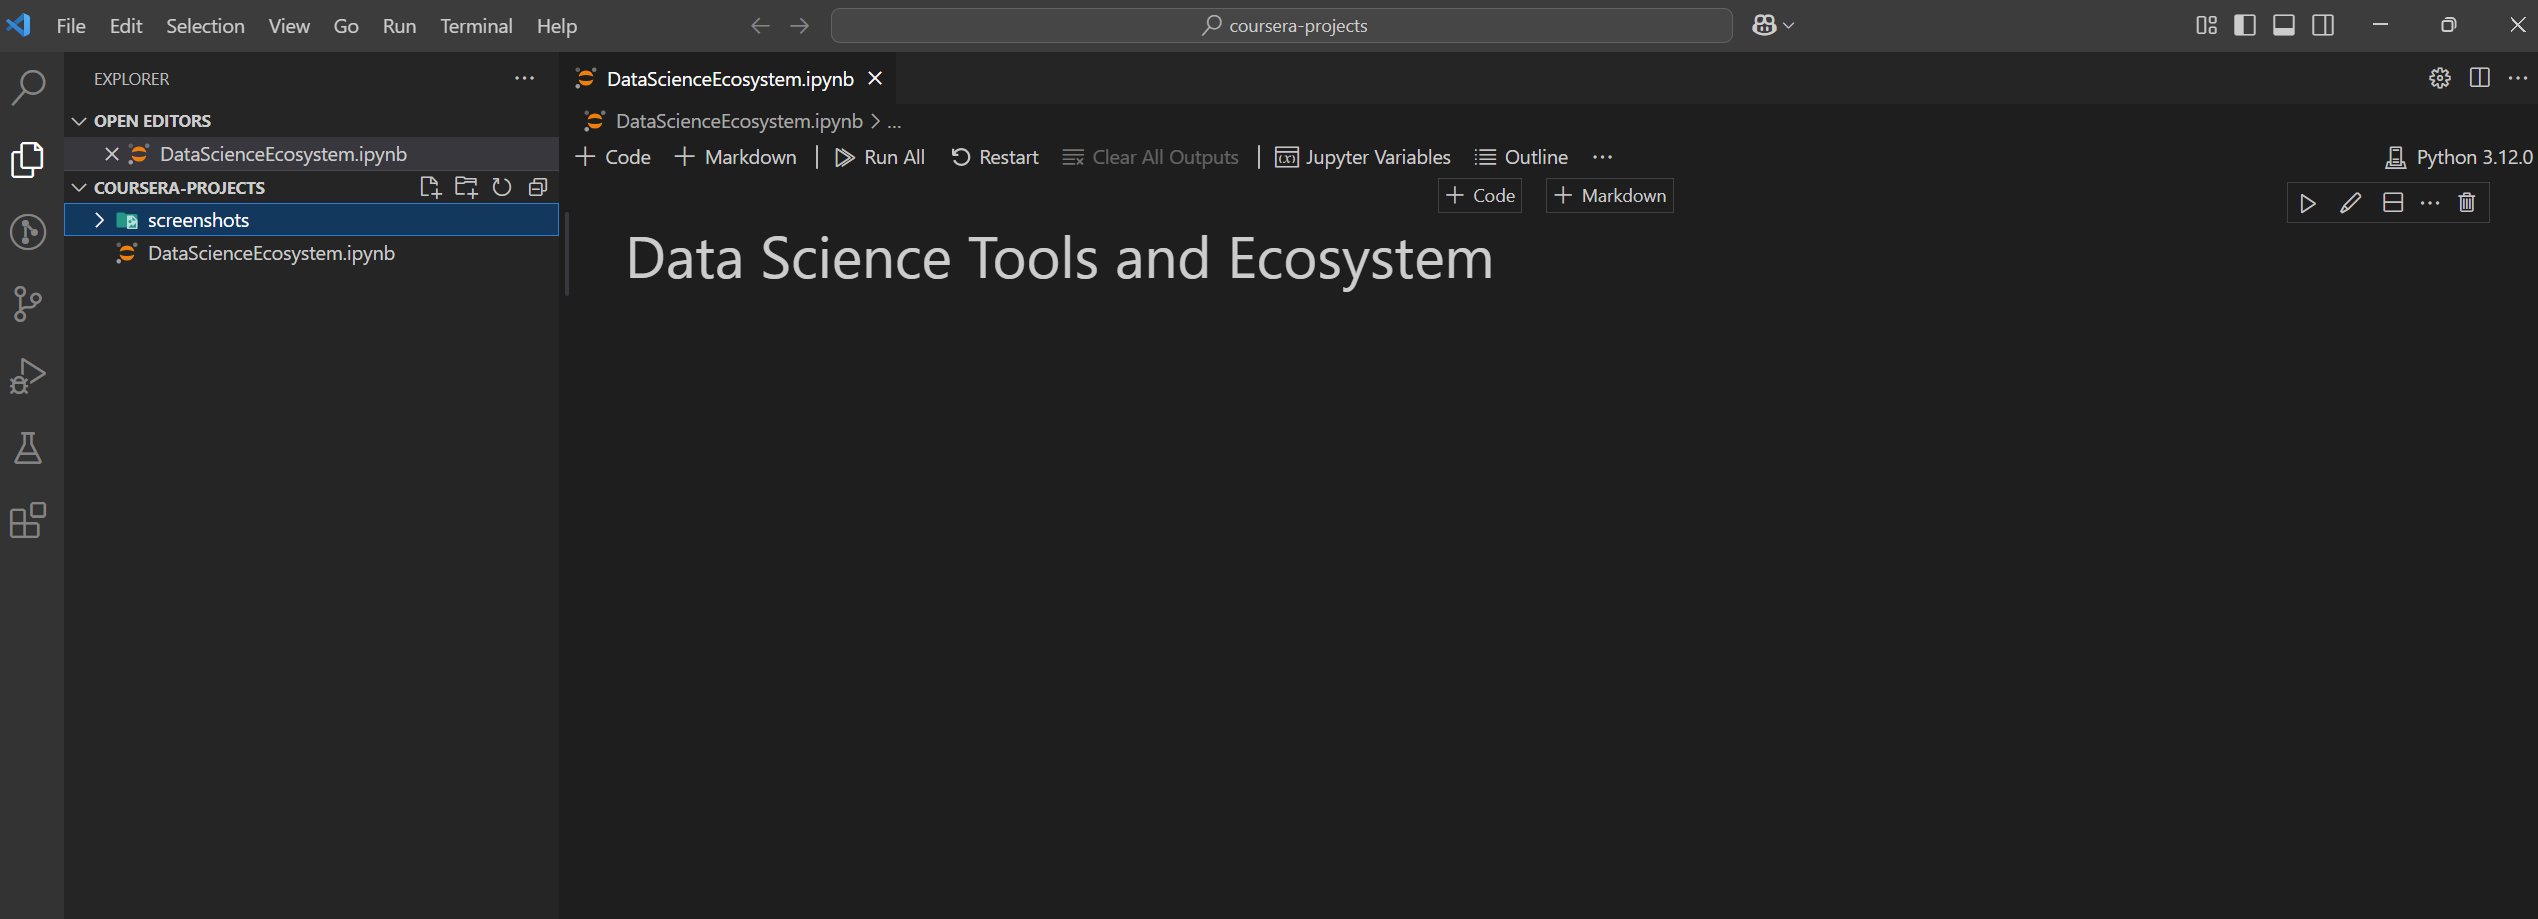 File Edit Selection View Go Run Terminal Help
coursera-projects
EXPLORER
OPEN EDITORS
DataScienceEcosystem.ipynb
COURSERA-PROJECTS
screenshots
DataScienceEcosystem.ipynb
DataScienceEcosystem.ipynb
DataScienceEcosystem.ipynb > ...
Code Markdown Run All Restart Clear All Outputs Jupyter Variables Outline ... Python 3.12.0
Code Markdown
Data Science Tools and Ecosystem